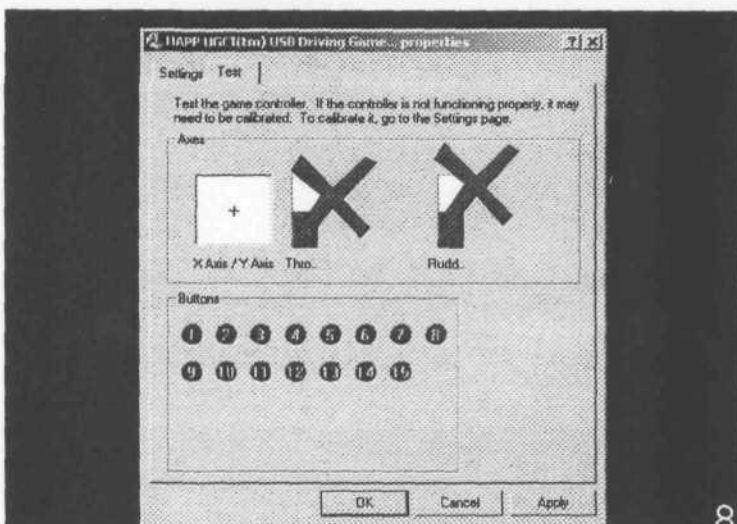 HAPP UGCI(tm) USB Driving Game... properties
Settings Test
Test the game controller. If the controller is not functioning properly, it may
need to be calibrated. To calibrate it, go to the Settings page.
Axes
X Axis / Y Axis Thro.. Rudd..
Buttons
1 2 3 4 5 6 7 8
9 10 11 12 13 14 15
OK Cancel Apply
8